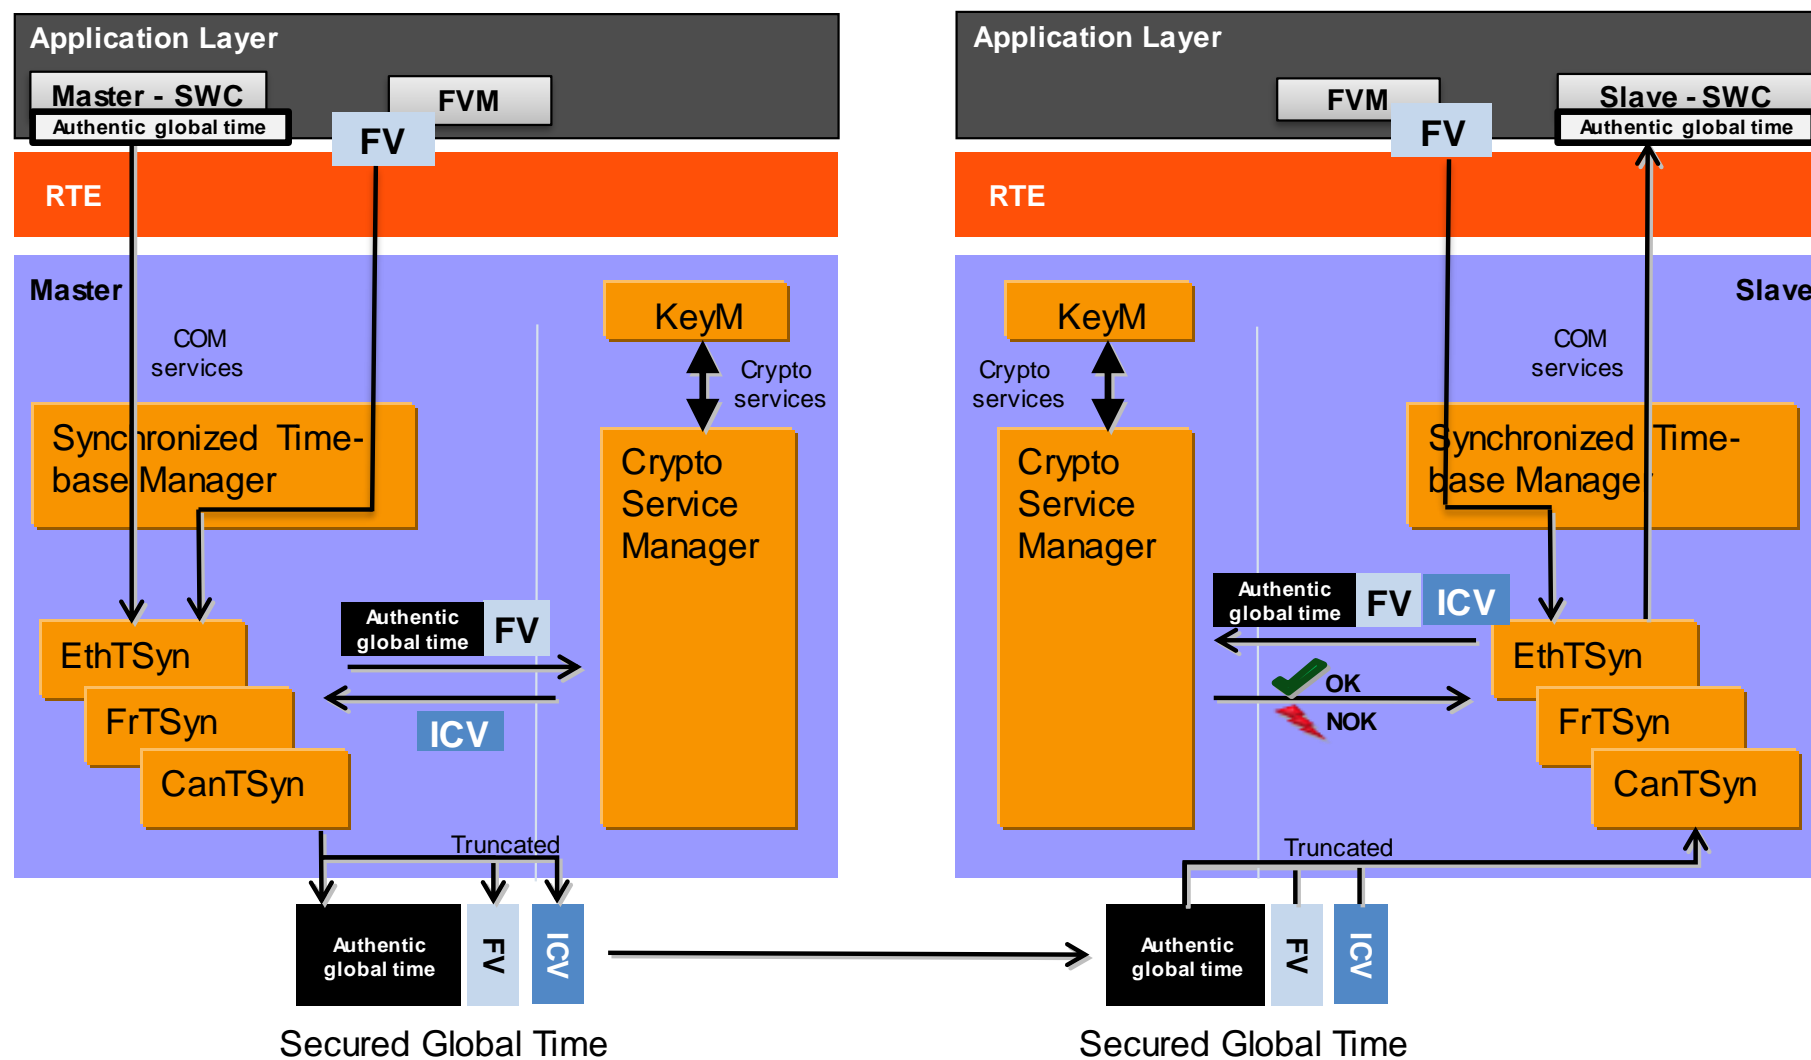 Application Layer
Master - SWC
Authentic global time
FVM
FV
RTE
Master
COM
services
KeyM
Crypto
services
Synchronized Time-
base Manager
Crypto
Service
Manager
EthTSyn
FrTSyn
CanTSyn
Authentic
global time
FV
ICV
Truncated
Authentic
global time
FV
ICV
Secured Global Time
Application Layer
FVM
FV
Slave - SWC
Authentic global time
RTE
Slave
KeyM
Crypto
services
COM
services
Crypto
Service
Manager
Synchronized Time-
base Manager
Authentic
global time
FV
ICV
OK
NOK
EthTSyn
FrTSyn
CanTSyn
Truncated
Authentic
global time
FV
ICV
Secured Global Time